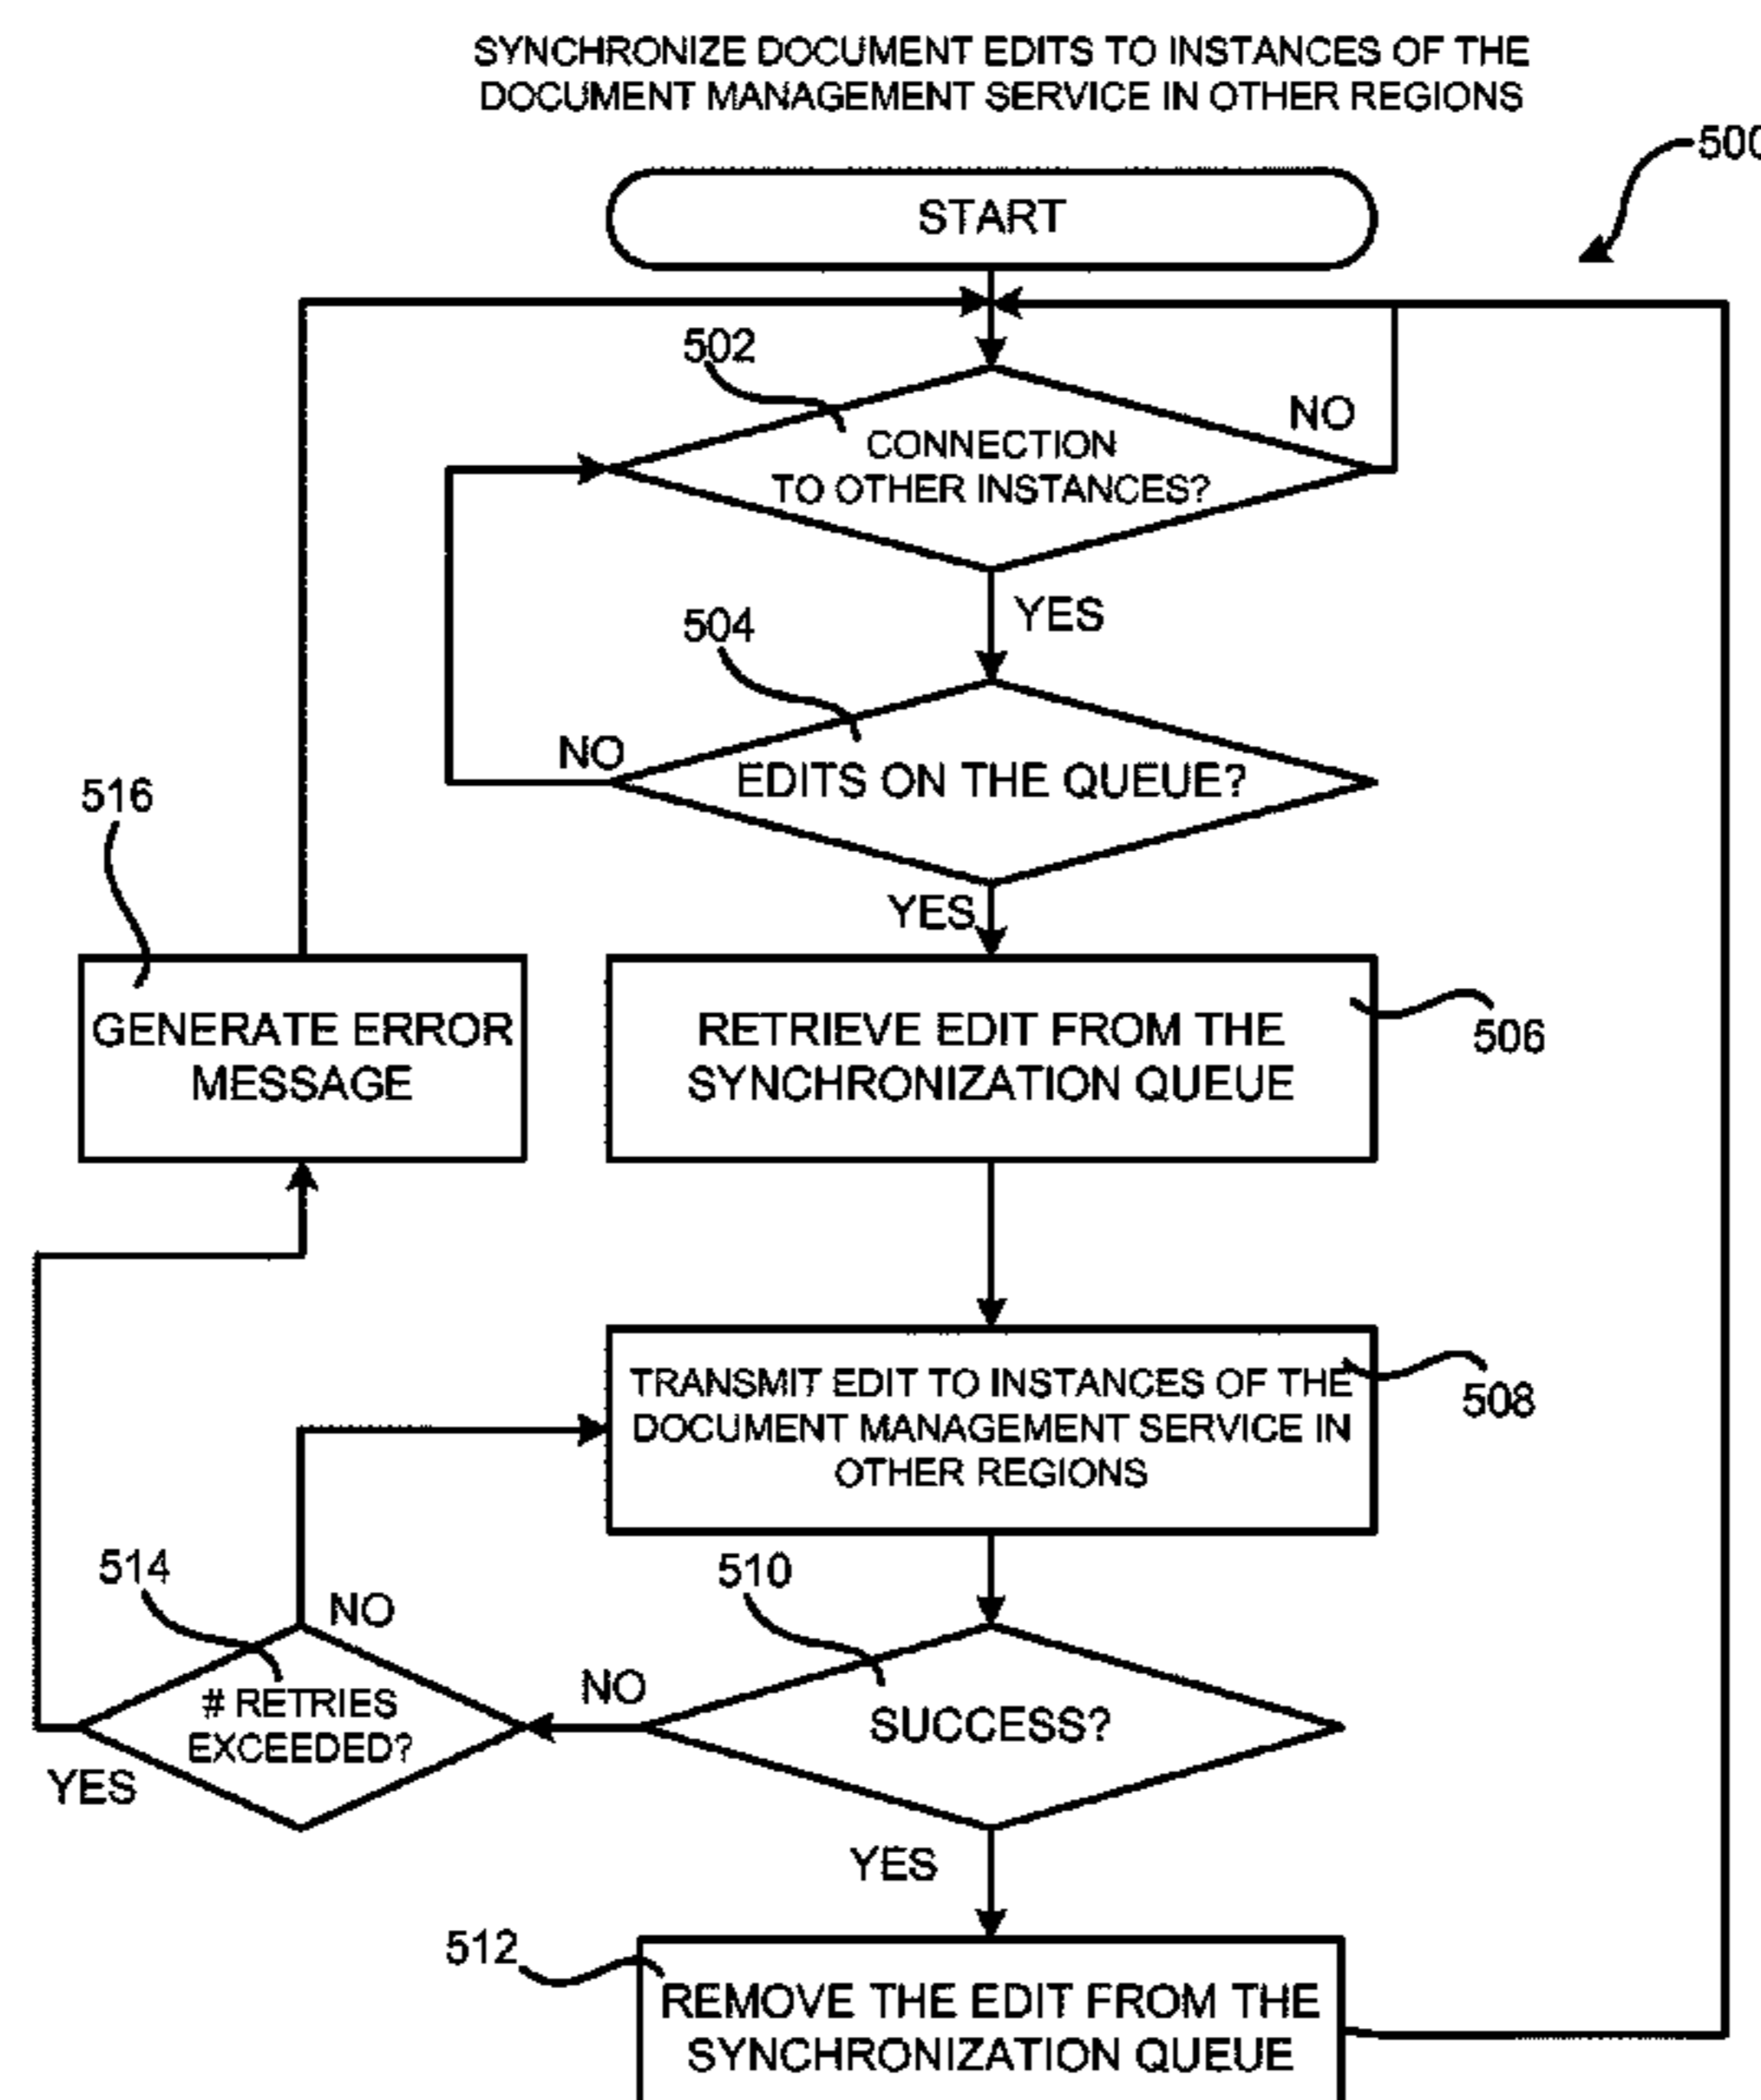 SYNCHRONIZE DOCUMENT EDITS TO INSTANCES OF THE
DOCUMENT MANAGEMENT SERVICE IN OTHER REGIONS
500
START
502
NO
CONNECTION
TO OTHER INSTANCES?
YES
504
NO
EDITS ON THE QUEUE?
YES
516
GENERATE ERROR
MESSAGE
RETRIEVE EDIT FROM THE
SYNCHRONIZATION QUEUE
506
TRANSMIT EDIT TO INSTANCES OF THE
DOCUMENT MANAGEMENT SERVICE IN
OTHER REGIONS
508
514
NO
510
# RETRIES
EXCEEDED?
YES
NO
SUCCESS?
YES
512
REMOVE THE EDIT FROM THE
SYNCHRONIZATION QUEUE